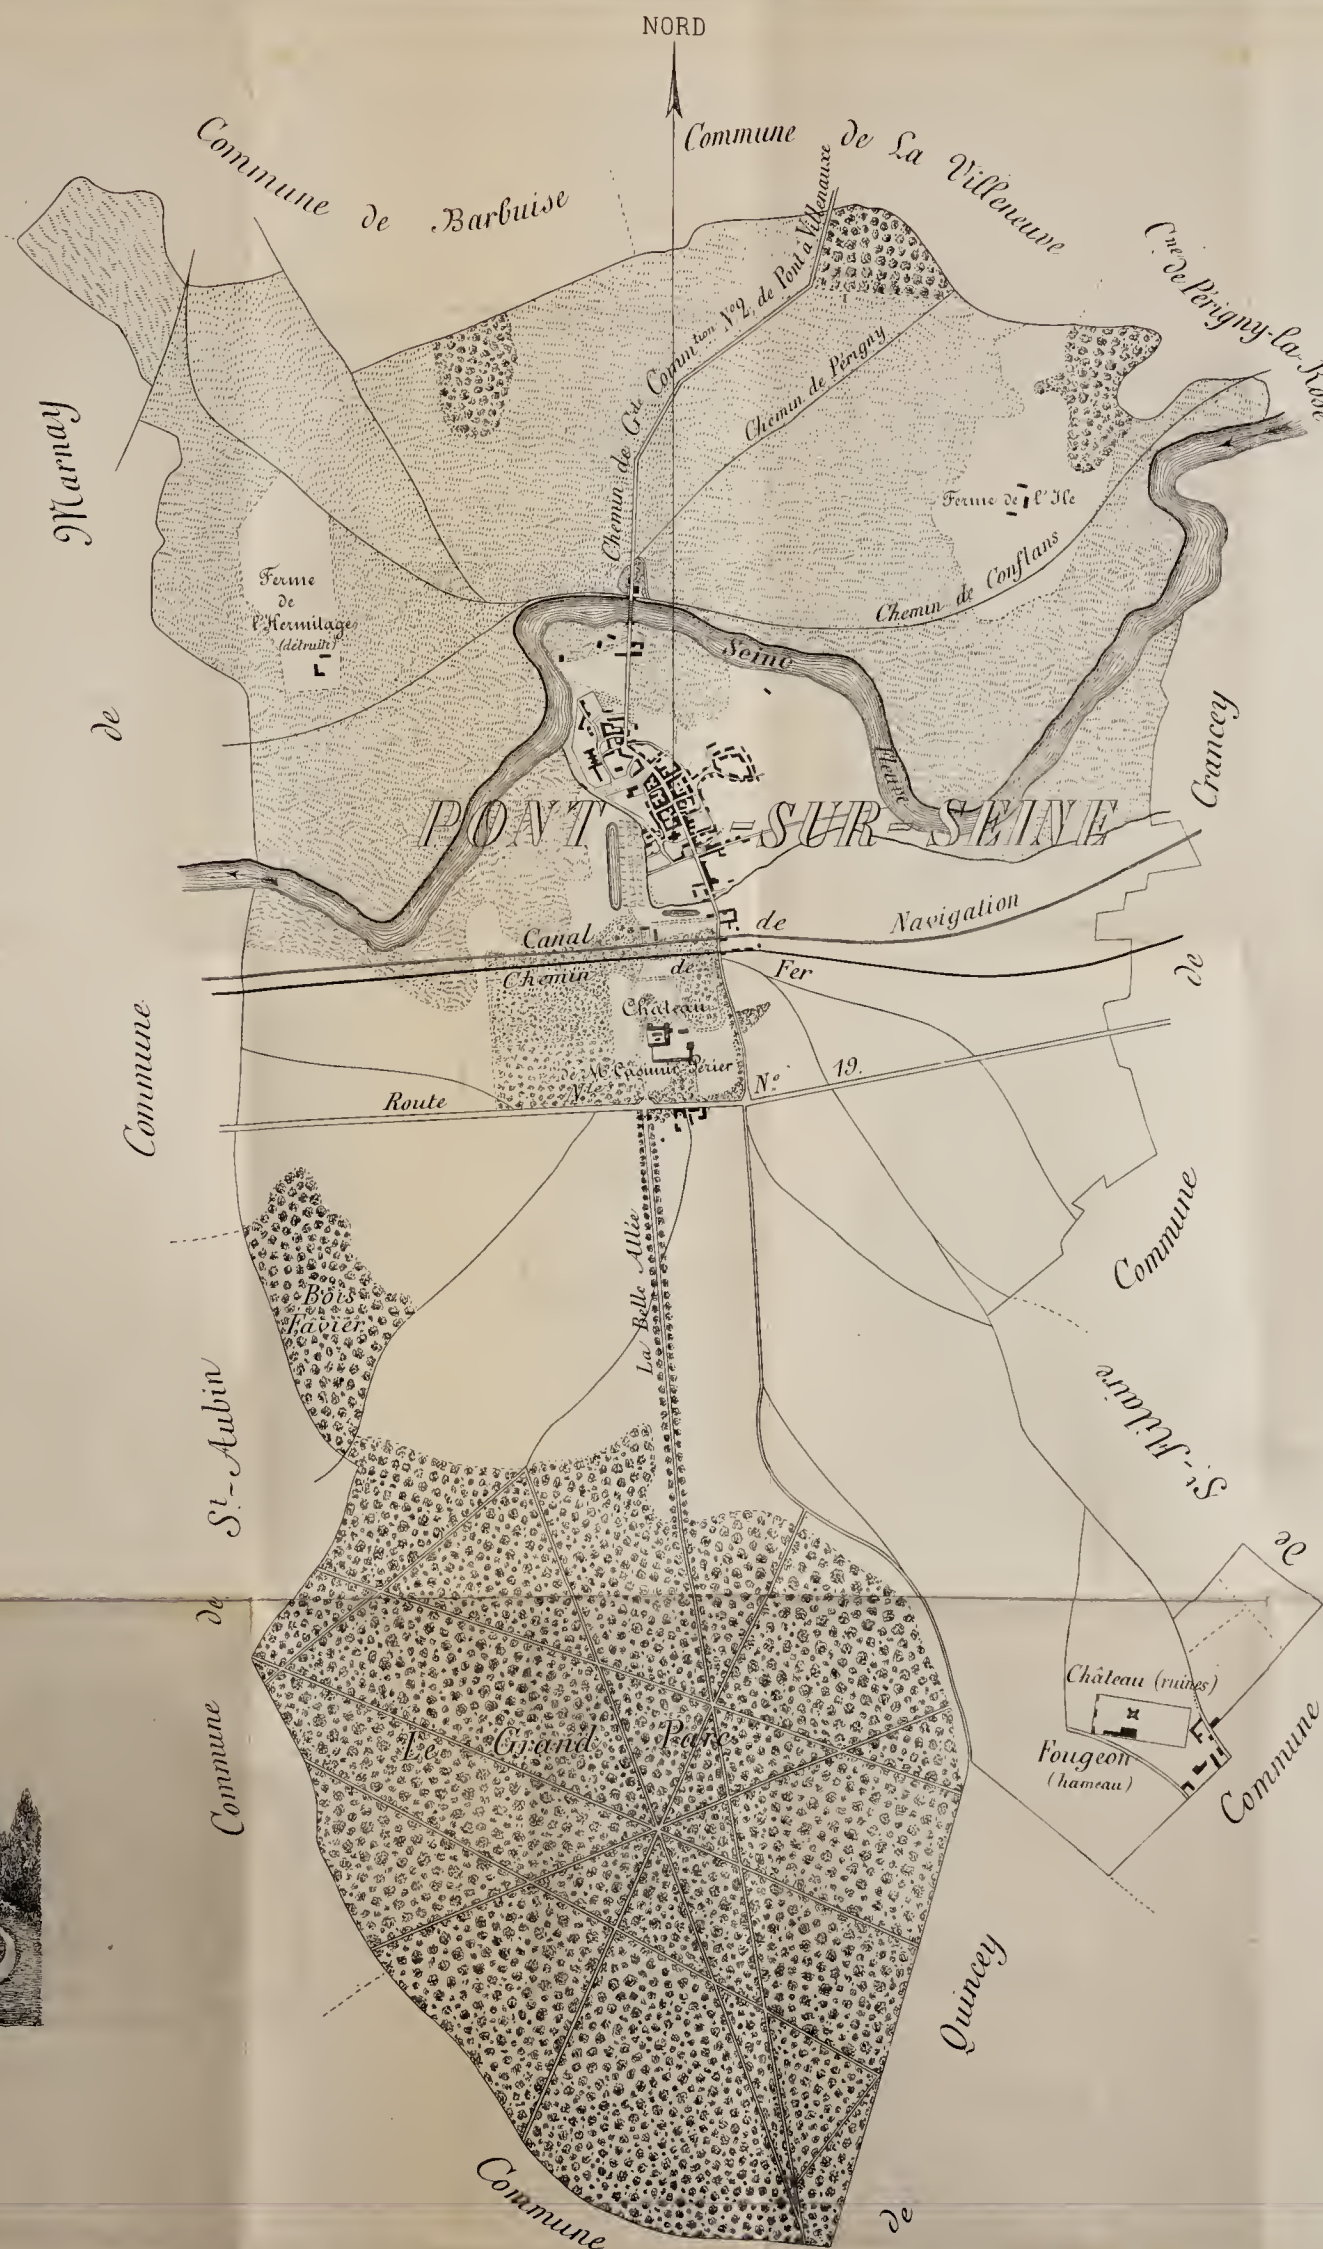 NORD
Commune de La Villeneuve
Commune de Barbuise
Cne de Périgny-la-Rose
Chemin de Gde Commtion No 2, de Pont à Villenauxe
Chemin de Périgny
Commune de Marnay
Ferme de l'Ile
Ferme
de
l'Hermitage
(détruite)
Chemin de Conflans
Seine
Fleuve
PONT-SUR-SEINE
Commune de Crancey
Canal de Navigation
Chemin de Fer
Château
de Mr Casimir-Périer
Route Nle No 19.
La Belle Allée
Bois
Favier
Commune de St-Hilaire
Commune de St-Aubin
Château (ruines)
Fougeon
(hameau)
Le Grand Parc
Commune de
Commune de Quincey